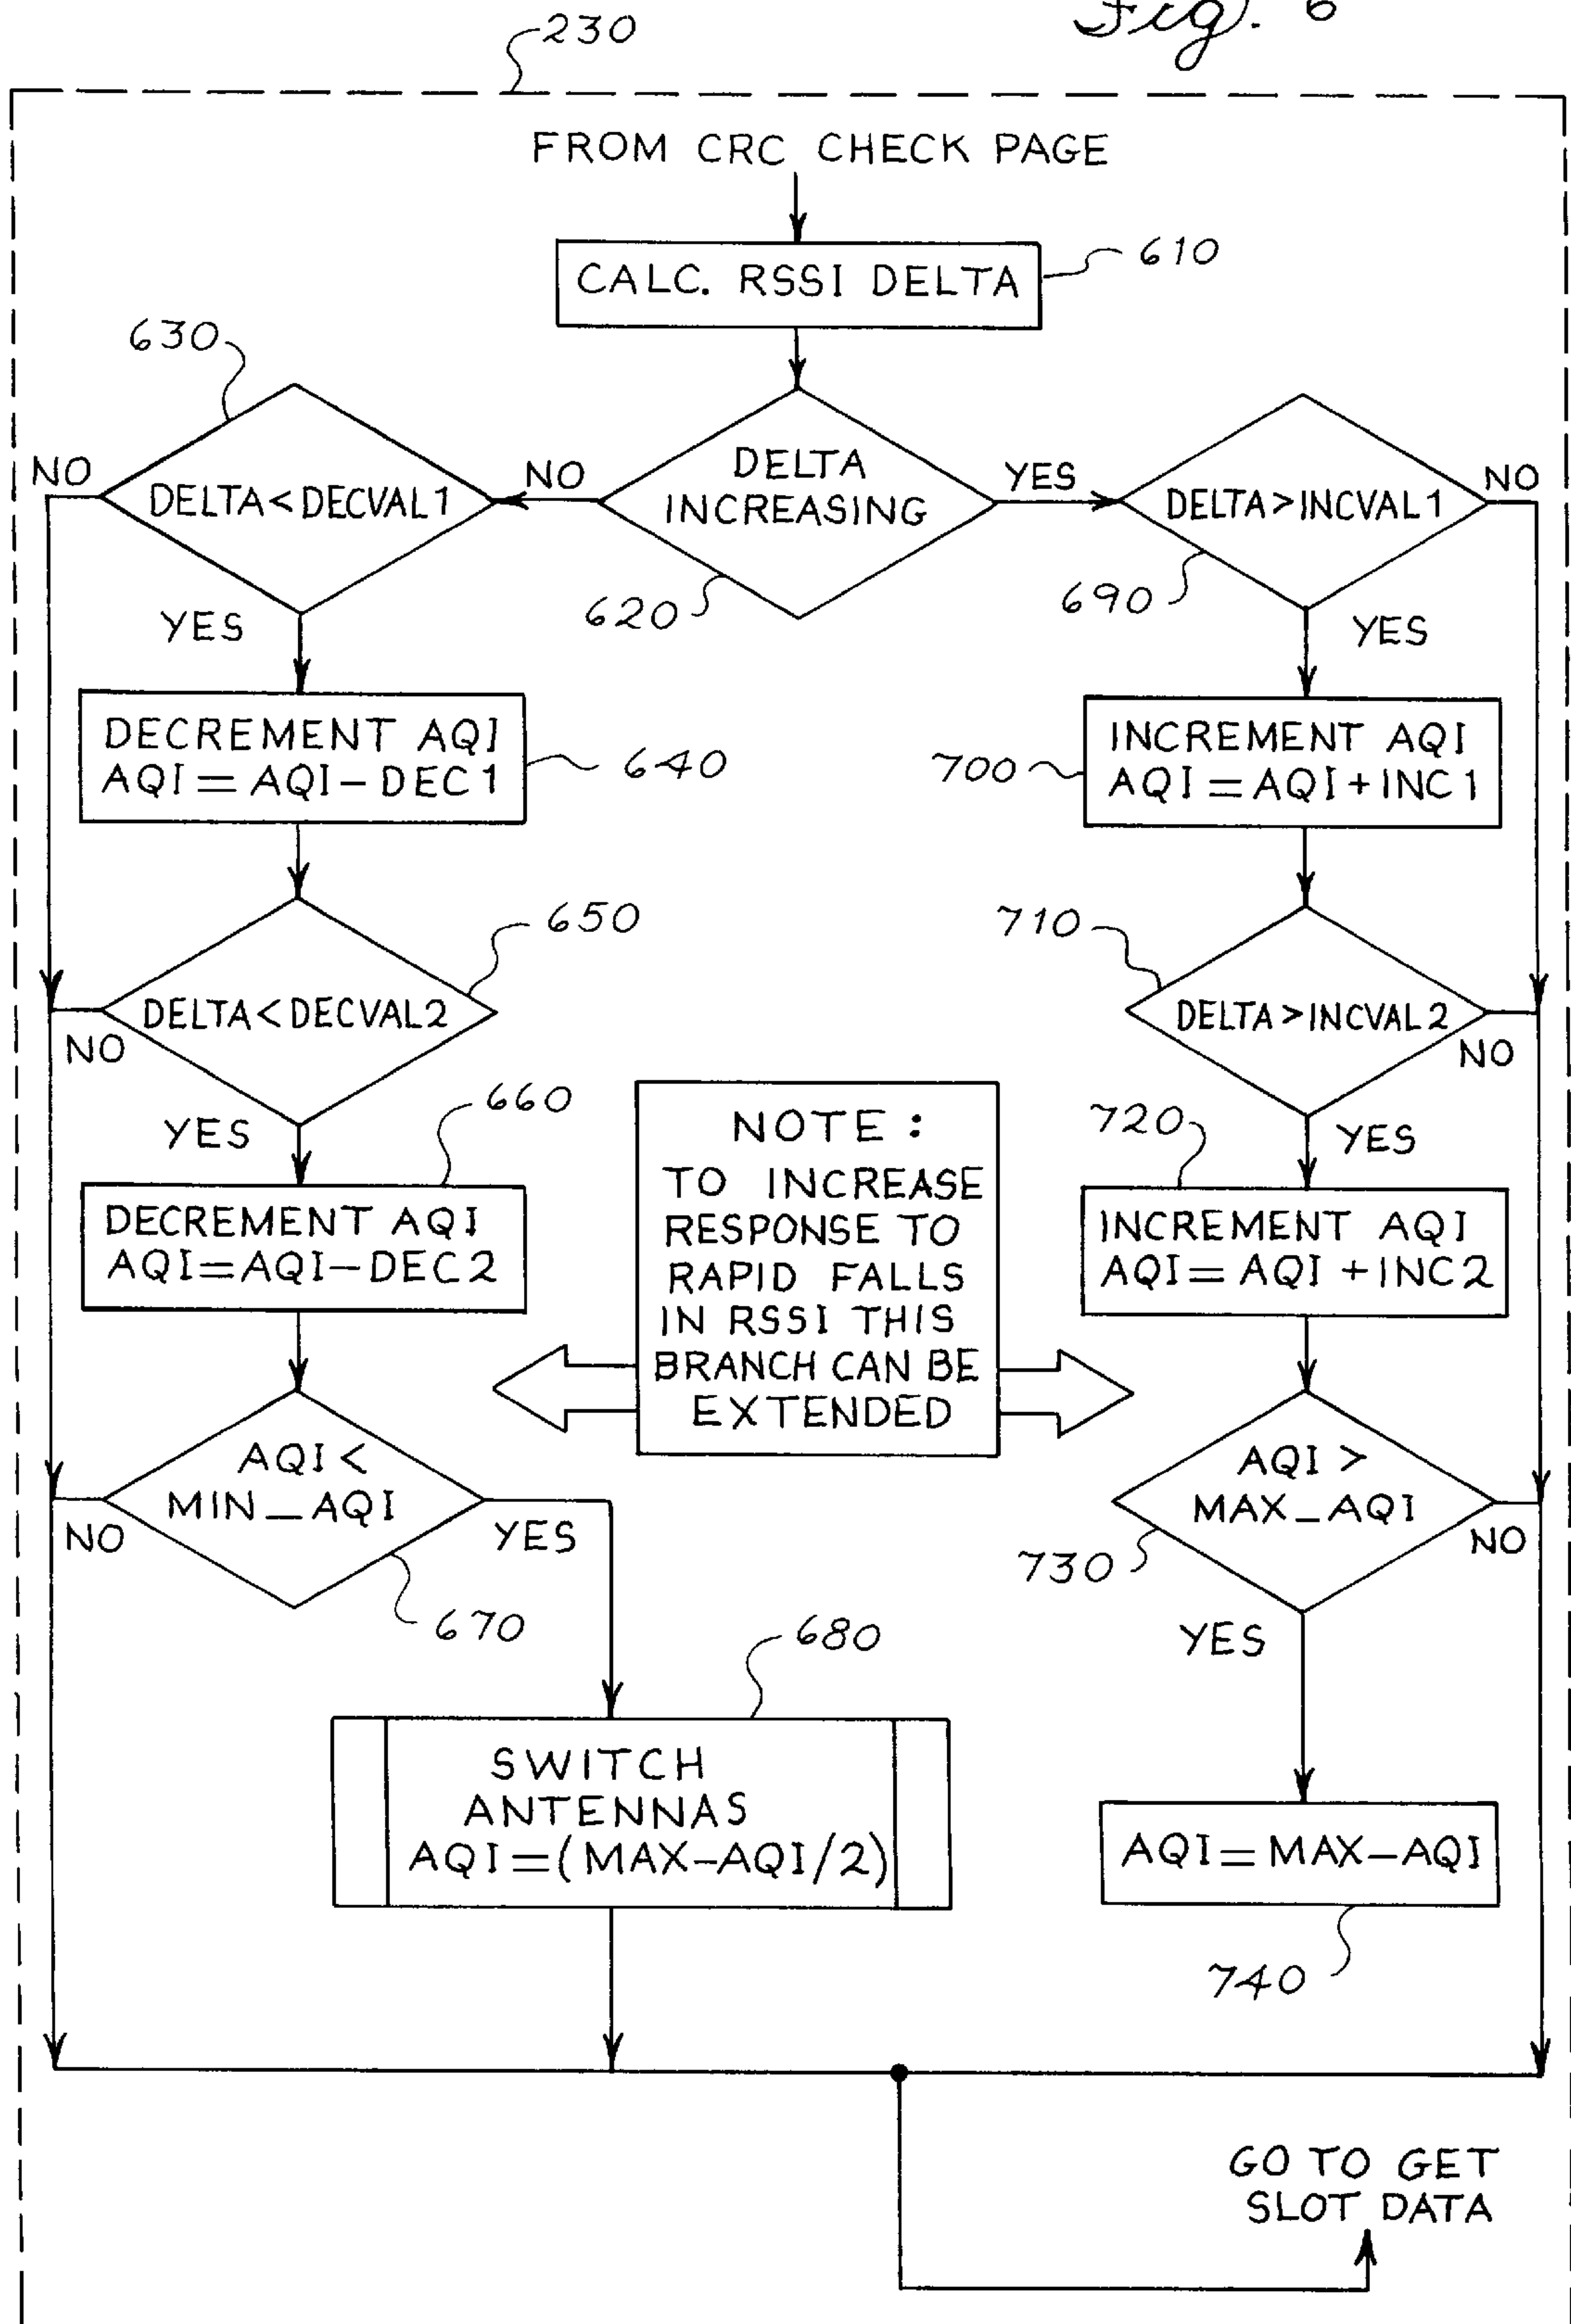 Fig. 6
230
FROM CRC CHECK PAGE
CALC. RSSI DELTA
610
630
NO
DELTA<DECVAL1
NO
DELTA
INCREASING
620
YES
DELTA>INCVAL1
690
NO
YES
YES
DECREMENT AQI
AQI=AQI-DEC1
640
700
INCREMENT AQI
AQI=AQI+INC1
650
DELTA<DECVAL2
NO
710
DELTA>INCVAL2
NO
YES
660
DECREMENT AQI
AQI=AQI-DEC2
NOTE:
TO INCREASE
RESPONSE TO
RAPID FALLS
IN RSSI THIS
BRANCH CAN BE
EXTENDED
720
YES
INCREMENT AQI
AQI=AQI+INC2
AQI<
MIN_AQI
NO
YES
670
AQI>
MAX_AQI
NO
730
YES
680
SWITCH
ANTENNAS
AQI=(MAX-AQI/2)
AQI=MAX-AQI
740
GO TO GET
SLOT DATA